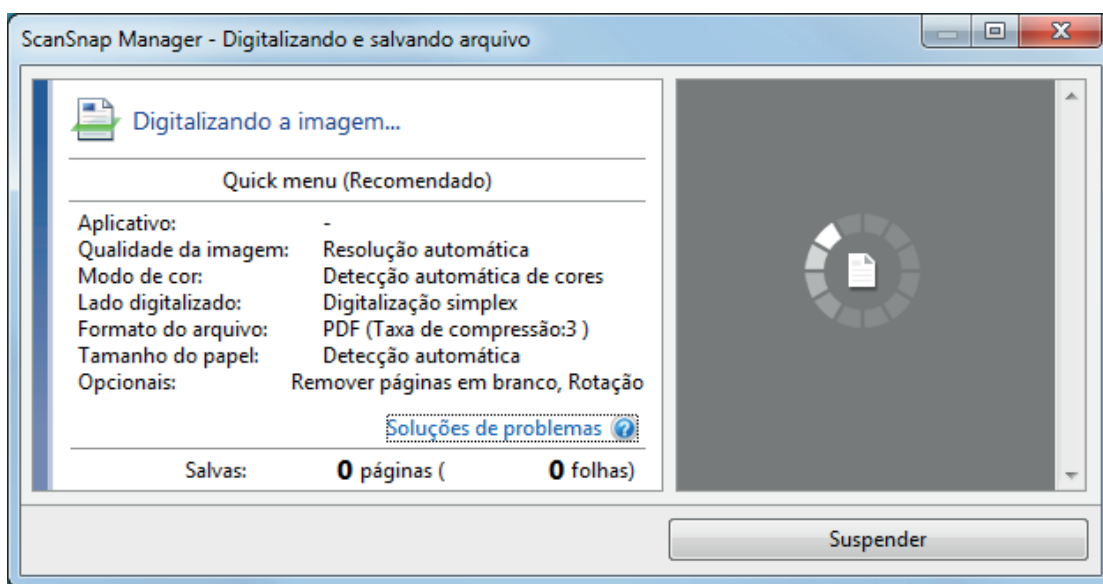 ScanSnap Manager - Digitalizando e salvando arquivo
Digitalizando a imagem...
Quick menu (Recomendado)
Aplicativo: -
Qualidade da imagem: Resolução automática
Modo de cor: Detecção automática de cores
Lado digitalizado: Digitalização simplex
Formato do arquivo: PDF (Taxa de compressão:3 )
Tamanho do papel: Detecção automática
Opcionais: Remover páginas em branco, Rotação
Soluções de problemas ?
Salvas: 0 páginas ( 0 folhas)
Suspender